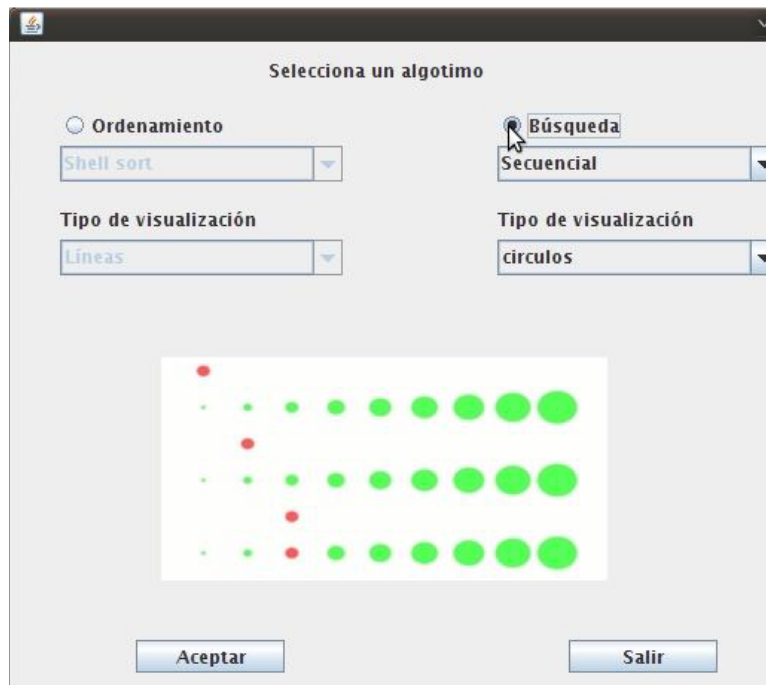 Selecciona un algotimo
Ordenamiento
Búsqueda
Shell sort
Secuencial
Tipo de visualización
Tipo de visualización
Líneas
circulos
Aceptar
Salir